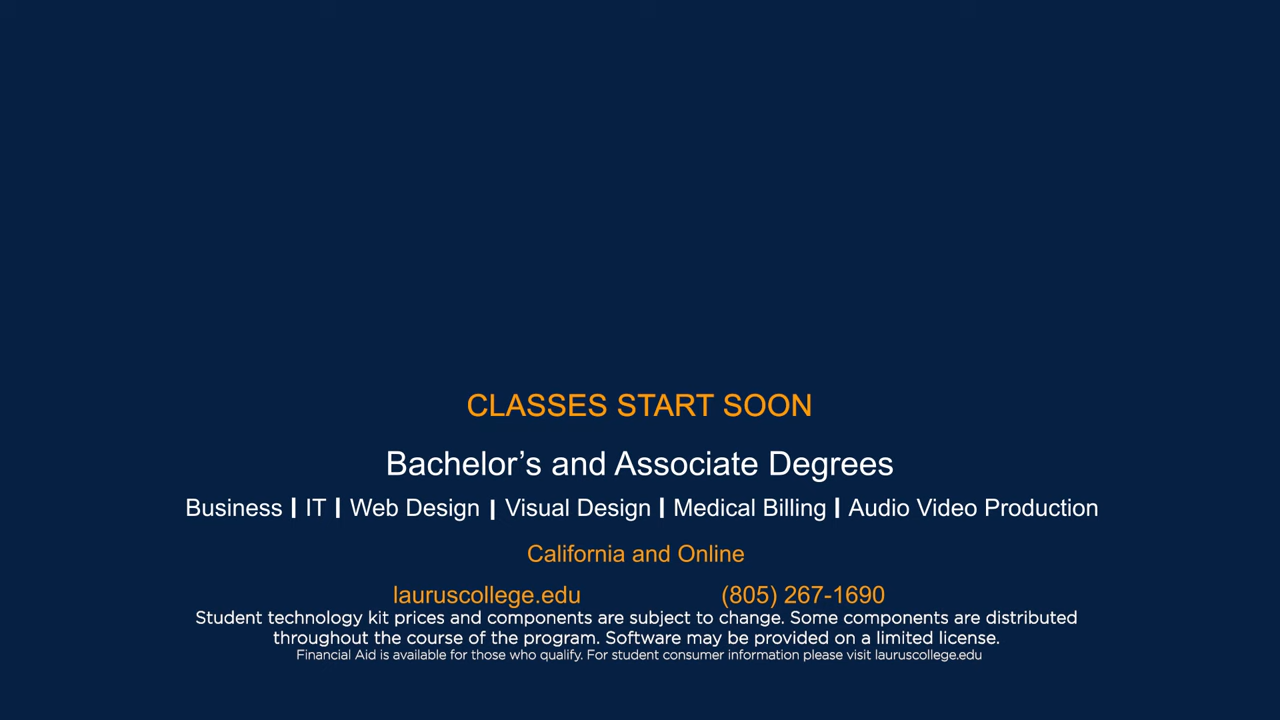 CLASSES START SOON
Bachelor’s and Associate Degrees
Business | IT | Web Design | Visual Design | Medical Billing | Audio Video Production
California and Online
lauruscollege.edu (805) 267-1690
Student technology kit prices and components are subject to change. Some components are distributed
throughout the course of the program. Software may be provided on a limited license.
Financial Aid is available for those who qualify. For student consumer information please visit lauruscollege.edu